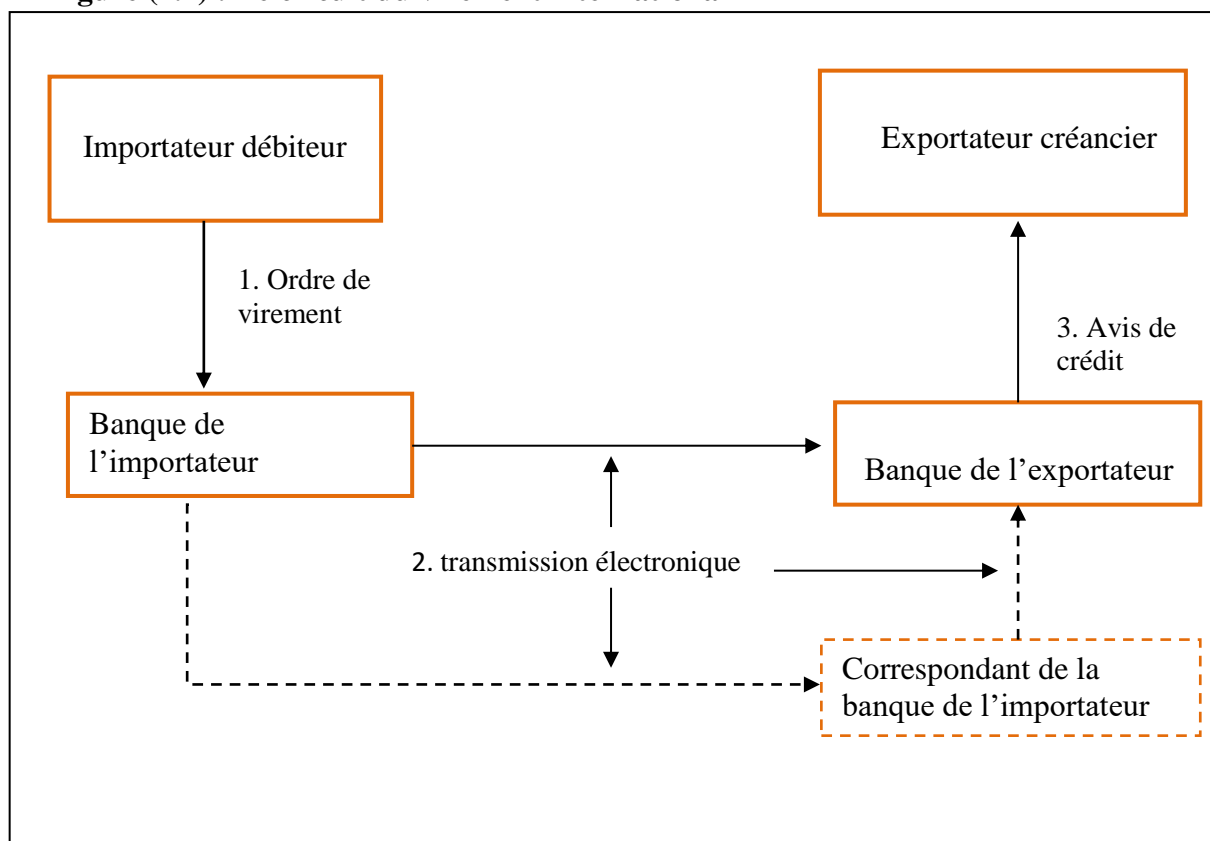 Importateur débiteur
Exportateur créancier
1. Ordre de
virement
3. Avis de
crédit
Banque de
l’importateur
Banque de l’exportateur
2. transmission électronique
Correspondant de la
banque de l’importateur